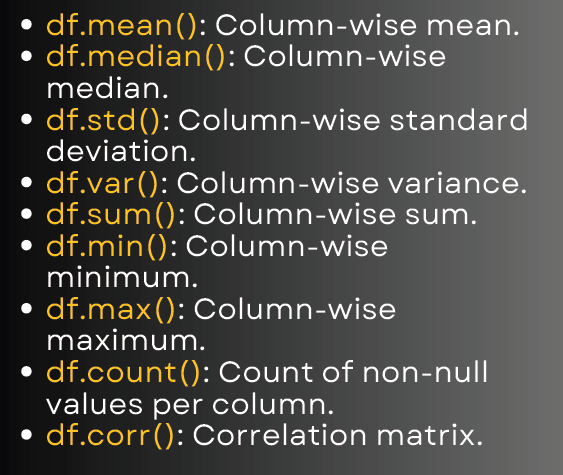 • df.mean(): Column-wise mean.
• df.median(): Column-wise
median.
• df.std(): Column-wise standard
deviation.
• df.var(): Column-wise variance.
• df.sum(): Column-wise sum.
• df.min(): Column-wise
minimum.
• df.max(): Column-wise
maximum.
• df.count(): Count of non-null
values per column.
• df.corr(): Correlation matrix.